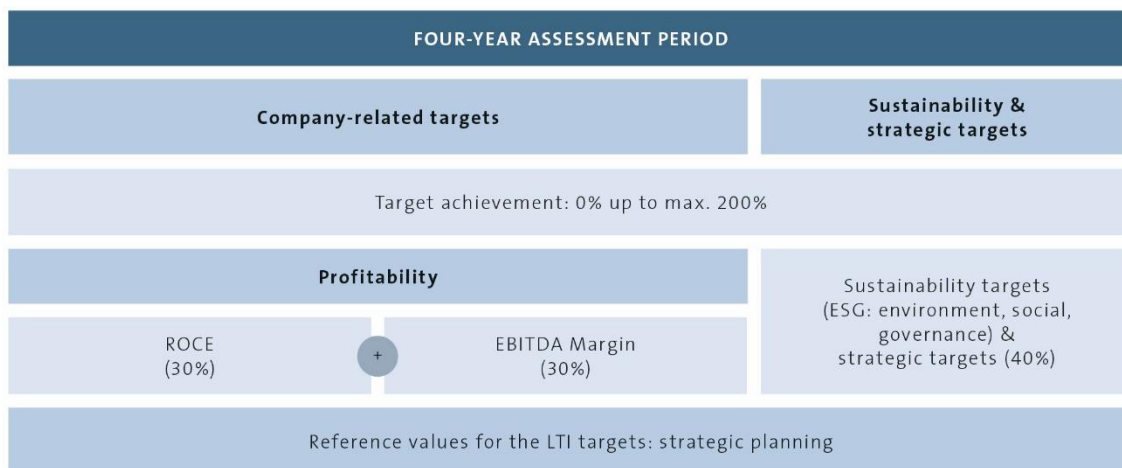 FOUR-YEAR ASSESSMENT PERIOD
Company-related targets
Sustainability &
strategic targets
Target achievement: 0% up to max. 200%
Profitability
ROCE
(30%)
+
EBITDA Margin
(30%)
Sustainability targets
(ESG: environment, social,
governance) &
strategic targets (40%)
Reference values for the LTI targets: strategic planning